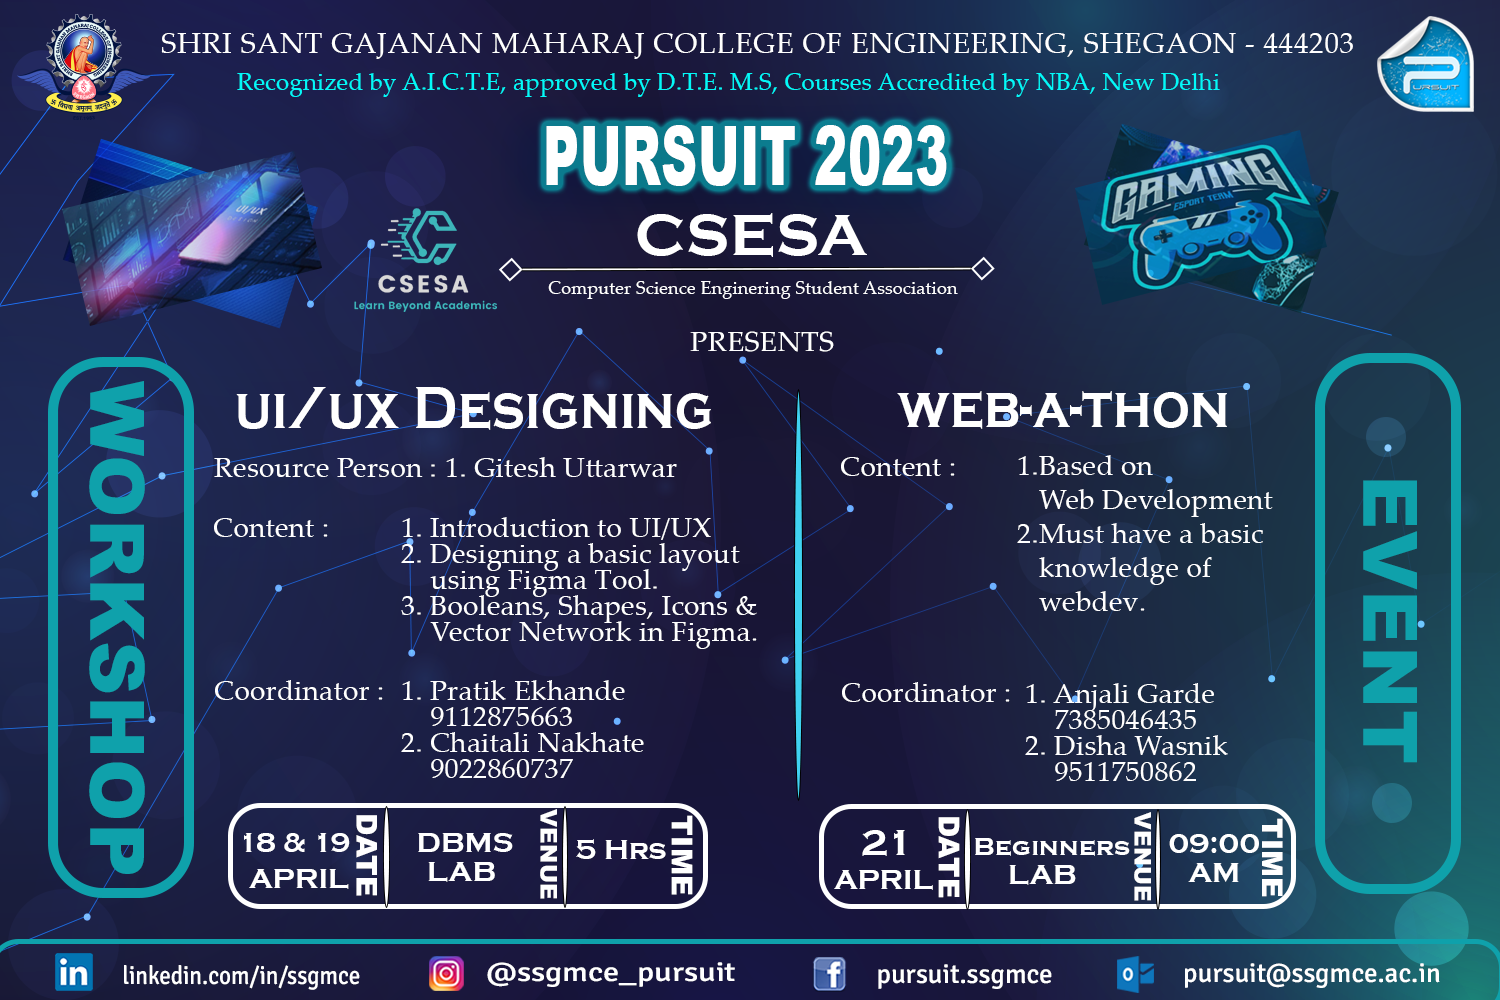 SHRI SANT GAJANAN MAHARAJ COLLEGE OF ENGINEERING, SHEGAON - 444203
Recognized by A.I.C.T.E, approved by D.T.E. M.S, Courses Accredited by NBA, New Delhi
PURSUIT
PURSUIT 2023
UI/UX
GAMING
ESPORT TEAM
CSESA
Learn Beyond Academics
CSESA
Computer Science Enginering Student Association
PRESENTS
WORKSHOP
UI/UX DESIGNING
Resource Person : 1. Gitesh Uttarwar
Content : 1. Introduction to UI/UX
2. Designing a basic layout
using Figma Tool.
3. Booleans, Shapes, Icons &
Vector Network in Figma.
Coordinator : 1. Pratik Ekhande
9112875663
2. Chaitali Nakhate
9022860737
18 & 19
APRIL
DATE
DBMS
LAB
VENUE
5 HRS
TIME
WEB-A-THON
Content : 1.Based on
Web Development
2.Must have a basic
knowledge of
webdev.
Coordinator : 1. Anjali Garde
7385046435
2. Disha Wasnik
9511750862
21
APRIL
DATE
BEGINNERS
LAB
VENUE
09:00
AM
TIME
EVENT
linkedin.com/in/ssgmce
@ssgmce_pursuit
pursuit.ssgmce
pursuit@ssgmce.ac.in